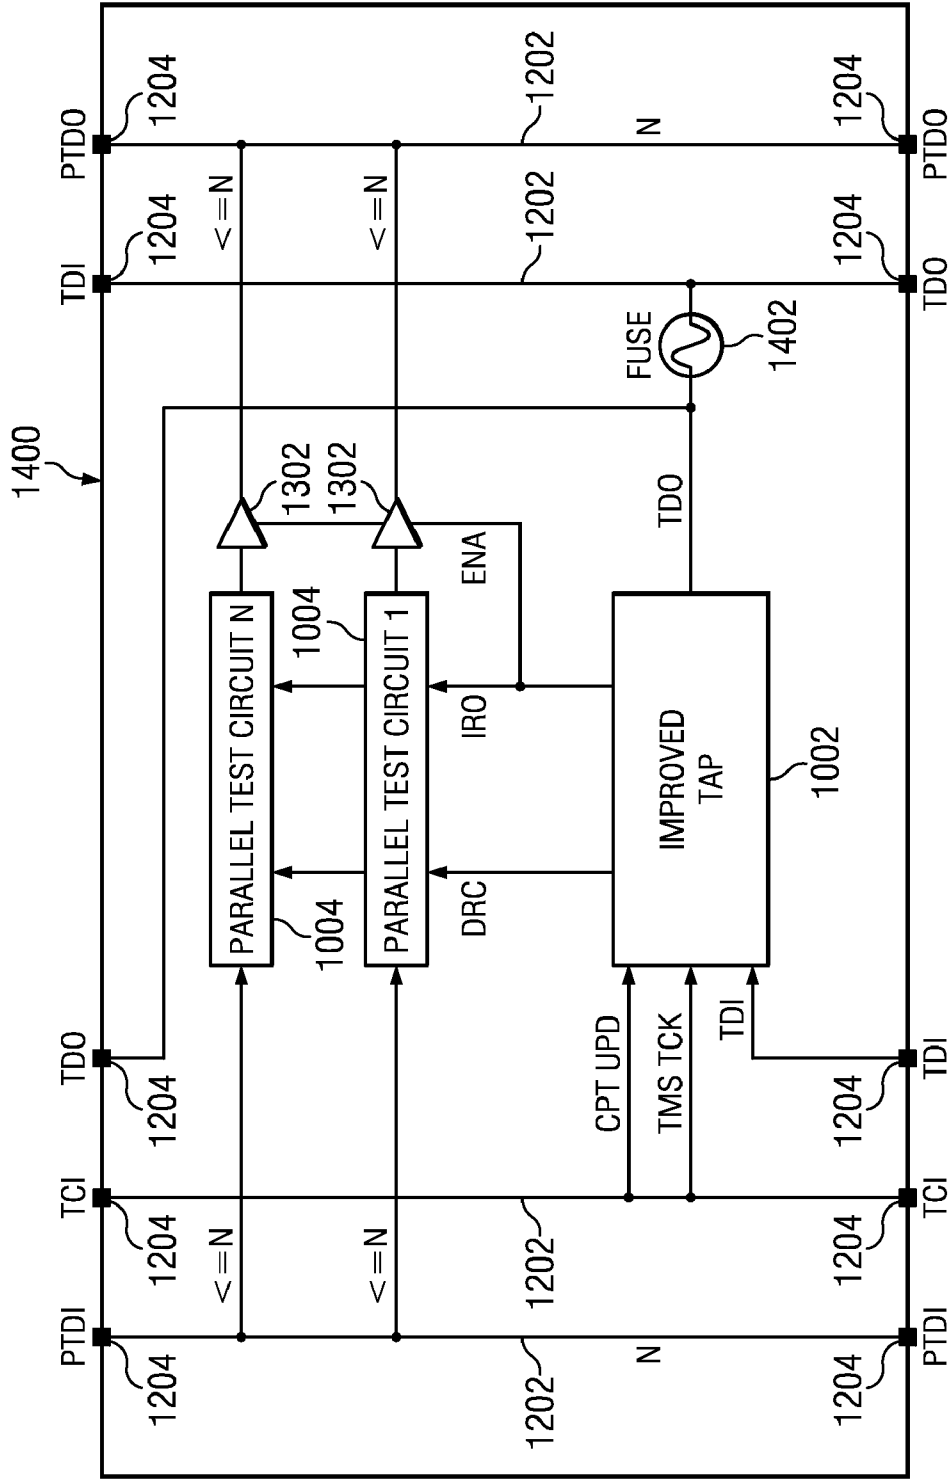 1400
PTDI
TCI
TDO
TDI
PTDO
1204
1204
1204
1204
1204
<=N
PARALLEL TEST CIRCUIT N
<=N
1302
1004
1004
1302
<=N
PARALLEL TEST CIRCUIT 1
<=N
DRC
IRO
ENA
1202
1202
1202
1202
CPT UPD
FUSE
N
N
TMS TCK
IMPROVED
TAP
TDO
TDI
1402
1002
1204
1204
1204
1204
1204
PTDI
TCI
TDI
TDO
PTDO